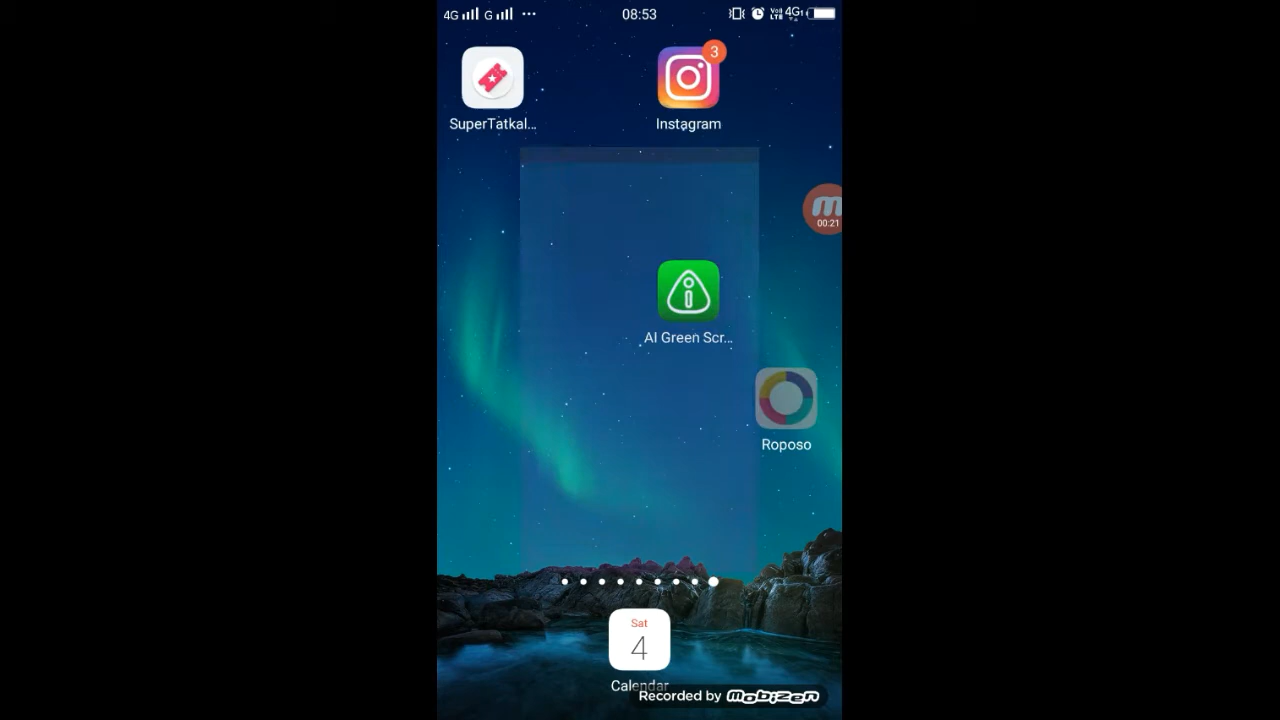 4G G ... 08:53 VoLTE 4G
3
SuperTatkal... Instagram
00:21
AI Green Scr...
Roposo
Sat
4
Calendar
Recorded by mobizen